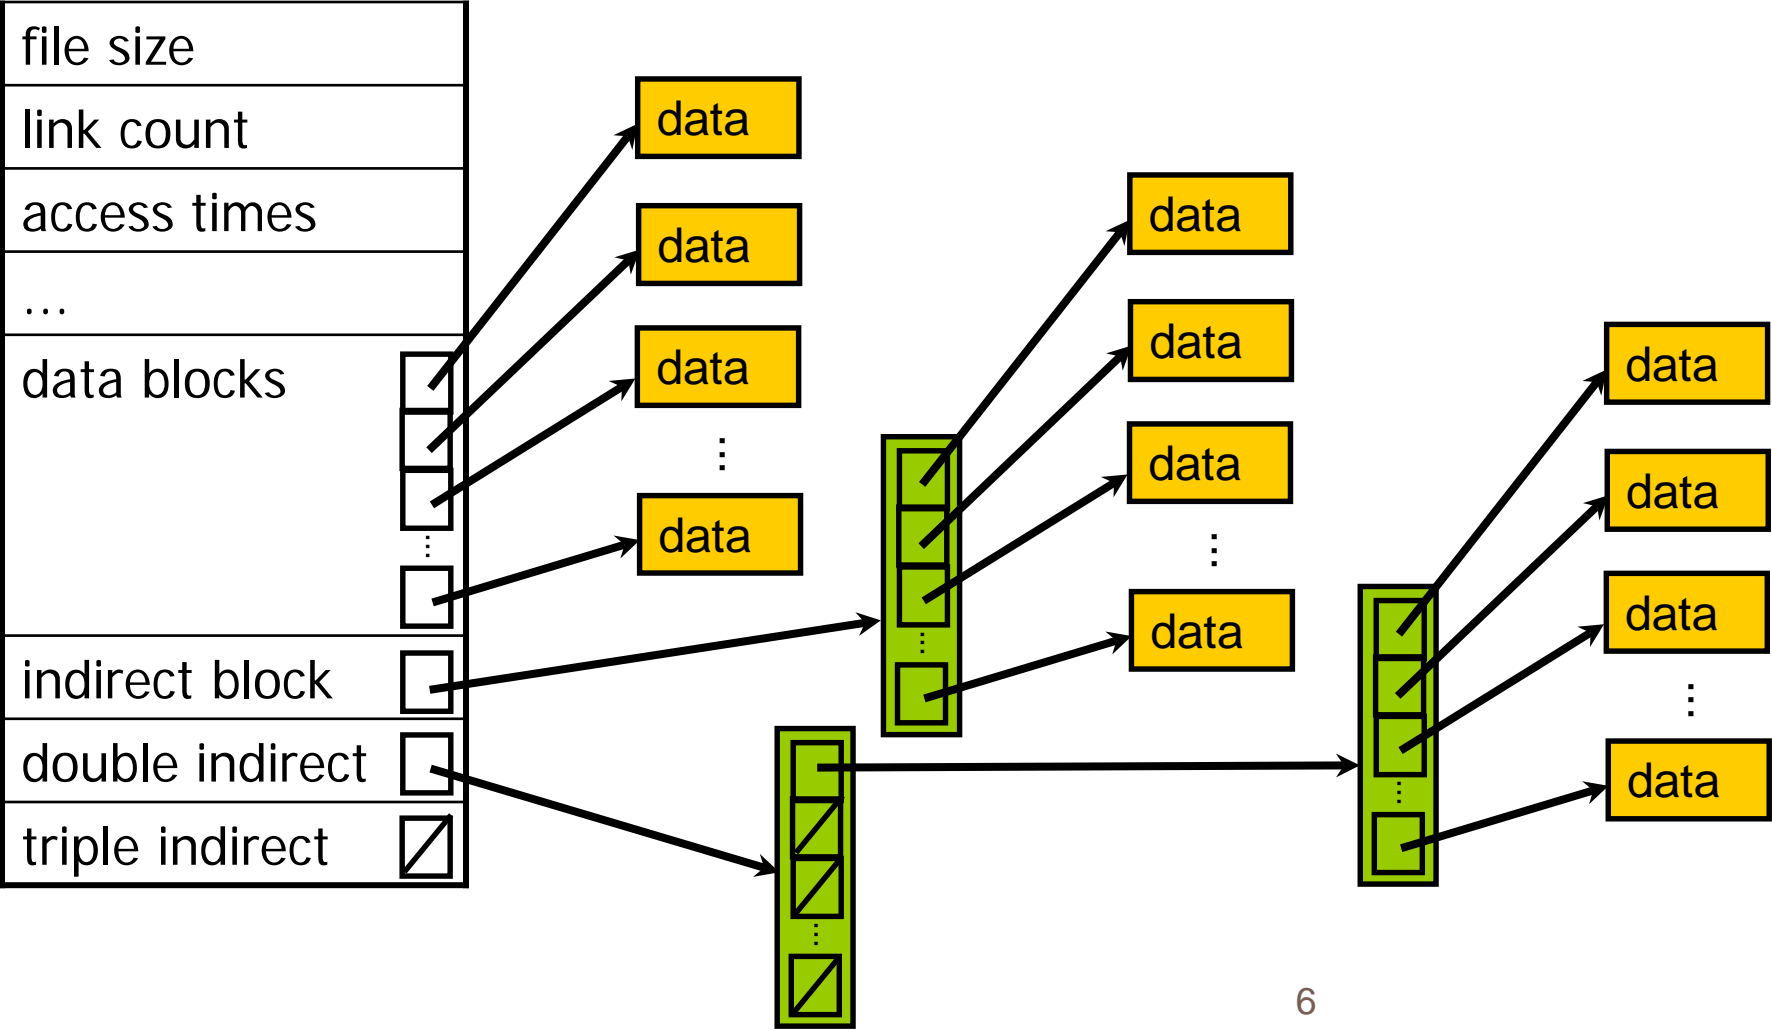 file size
link count
access times
...
data blocks
indirect block
double indirect
triple indirect
data
data
data
⋮
data
data
data
data
⋮
data
data
data
data
⋮
data
6